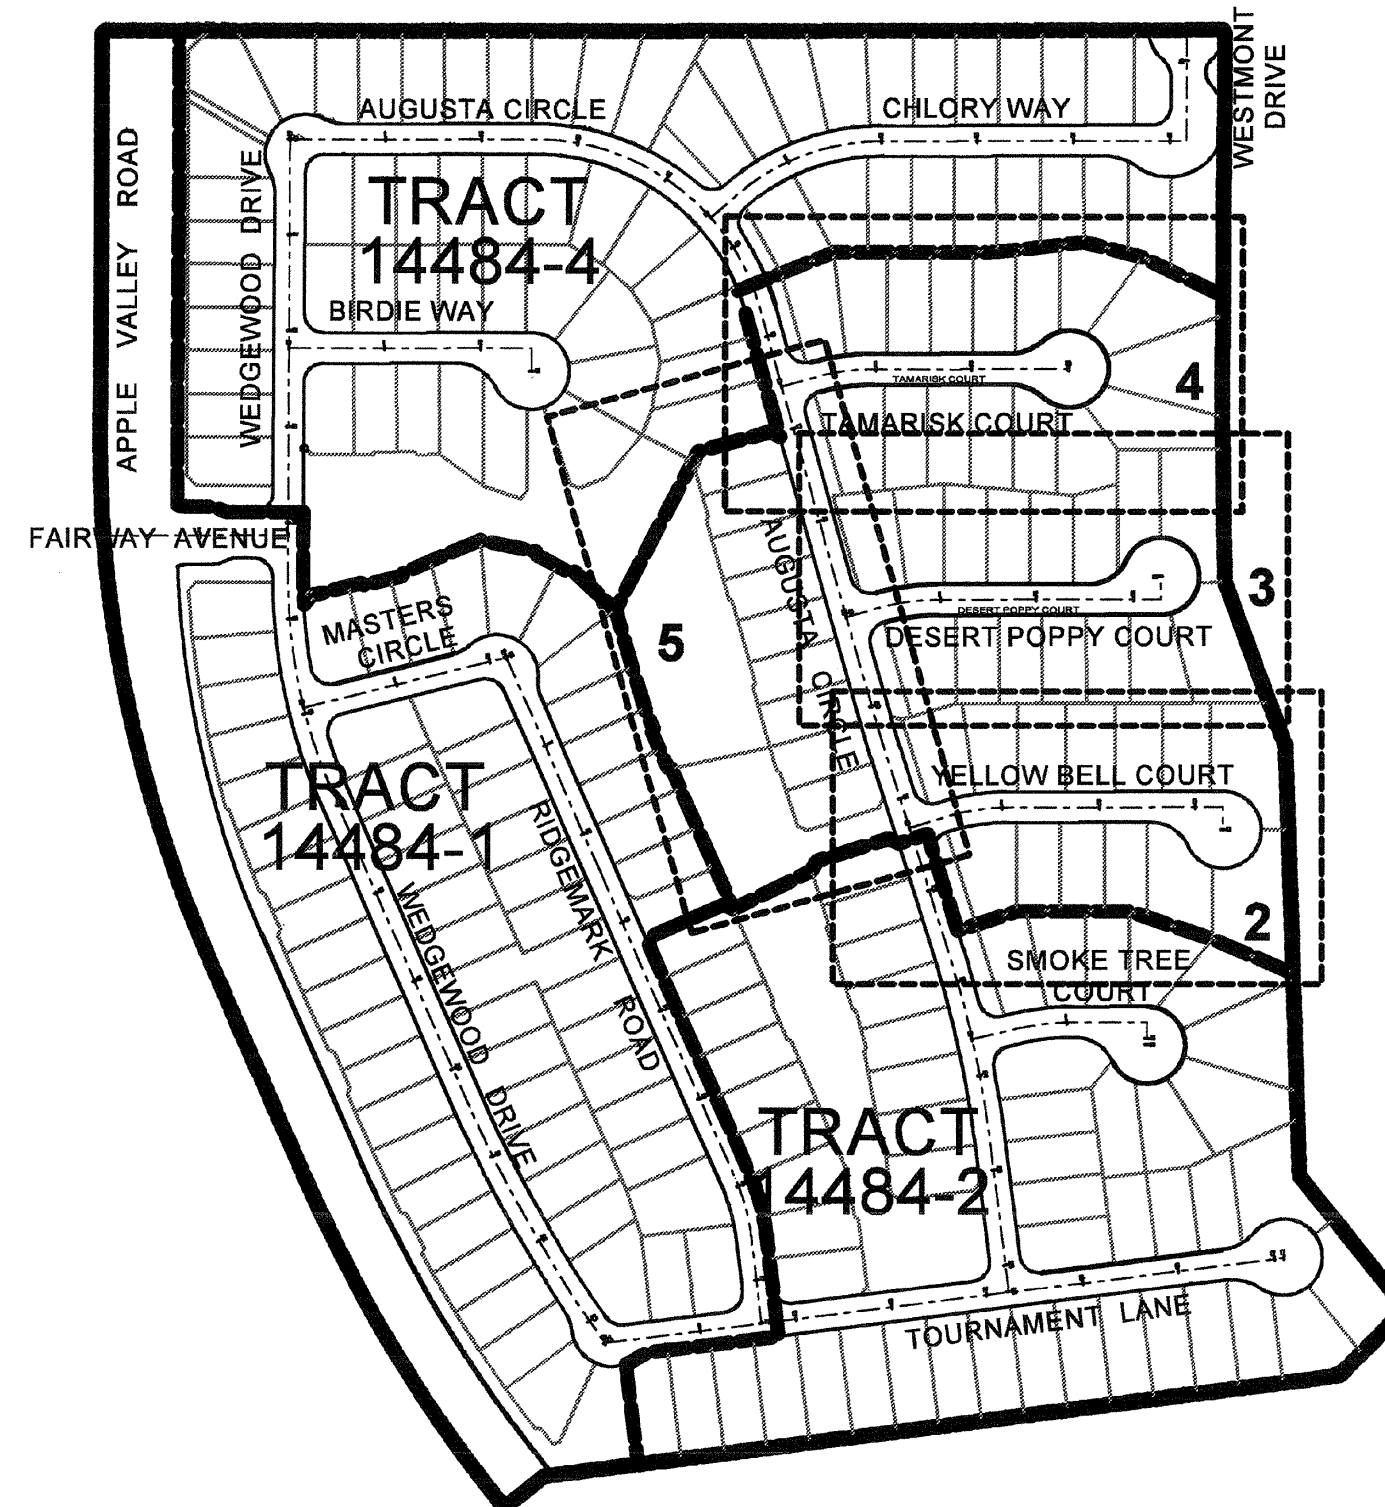 WESTMONT
DRIVE
AUGUSTA CIRCLE
CHLORY WAY
APPLE VALLEY ROAD
WEDGEWOOD DRIVE
TRACT
14484-4
BIRDIE WAY
TAMARISK COURT
4
TAMARISK COURT
FAIRWAY AVENUE
AUGUSTA CIRCLE
3
DESERT POPPY COURT
DESERT POPPY COURT
MASTERS
CIRCLE
5
TRACT
14484-1
YELLOW BELL COURT
RIDGEMARK ROAD
WEDGEWOOD DRIVE
2
SMOKE TREE
COURT
TRACT
14484-2
TOURNAMENT LANE